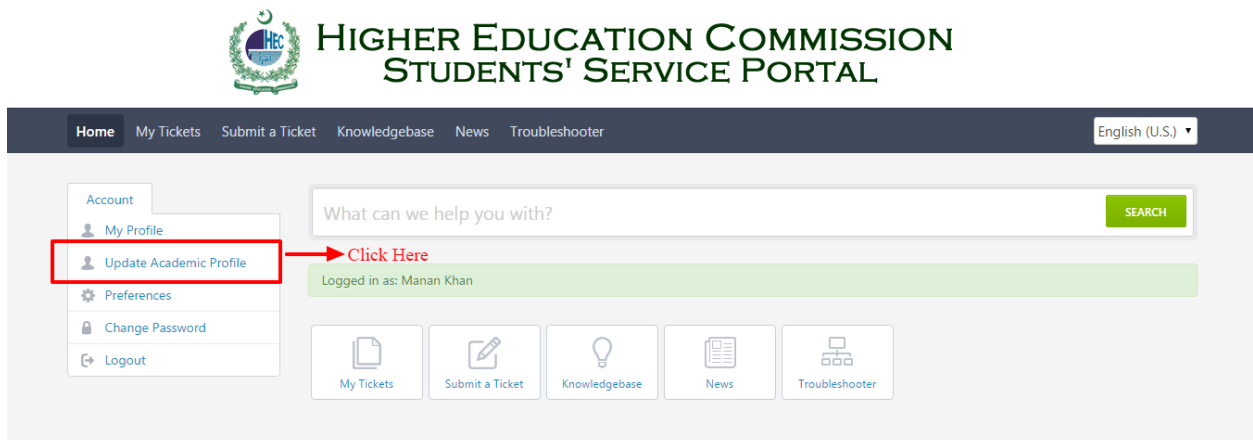 HEC
HIGHER EDUCATION COMMISSION
STUDENTS' SERVICE PORTAL
Home My Tickets Submit a Ticket Knowledgebase News Troubleshooter English (U.S.)
Account
My Profile
Update Academic Profile
Preferences
Change Password
Logout
What can we help you with? SEARCH
Click Here
Logged in as: Manan Khan
My Tickets Submit a Ticket Knowledgebase News Troubleshooter